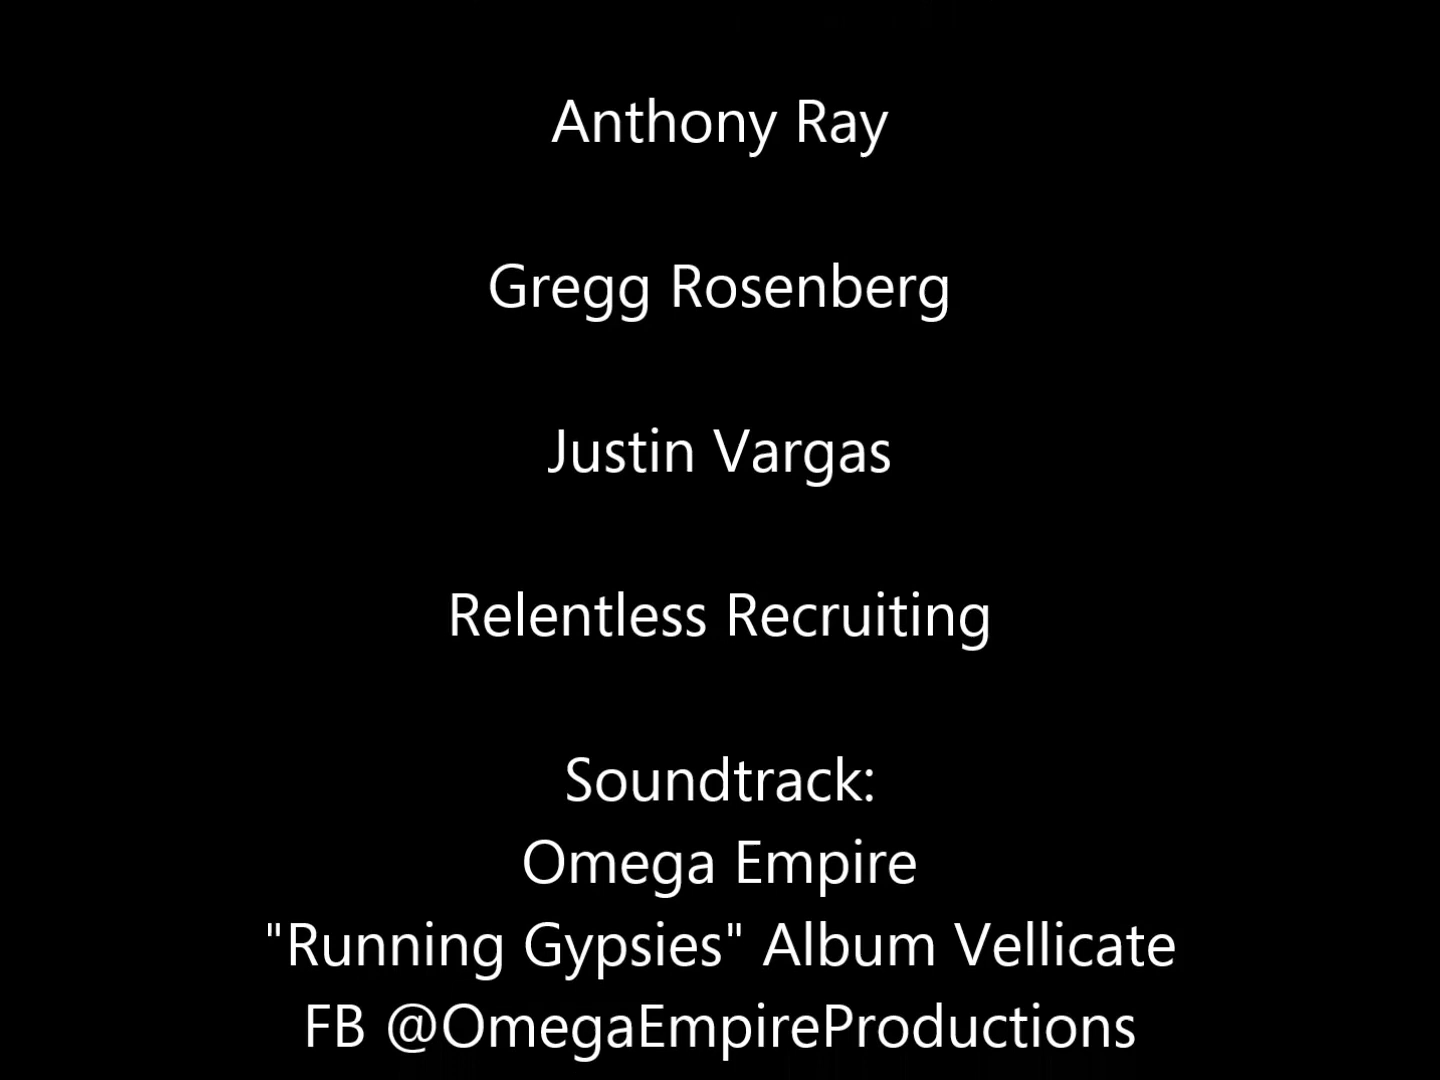 Anthony Ray
Gregg Rosenberg
Justin Vargas
Relentless Recruiting
Soundtrack:
Omega Empire
"Running Gypsies" Album Vellicate
FB @OmegaEmpireProductions